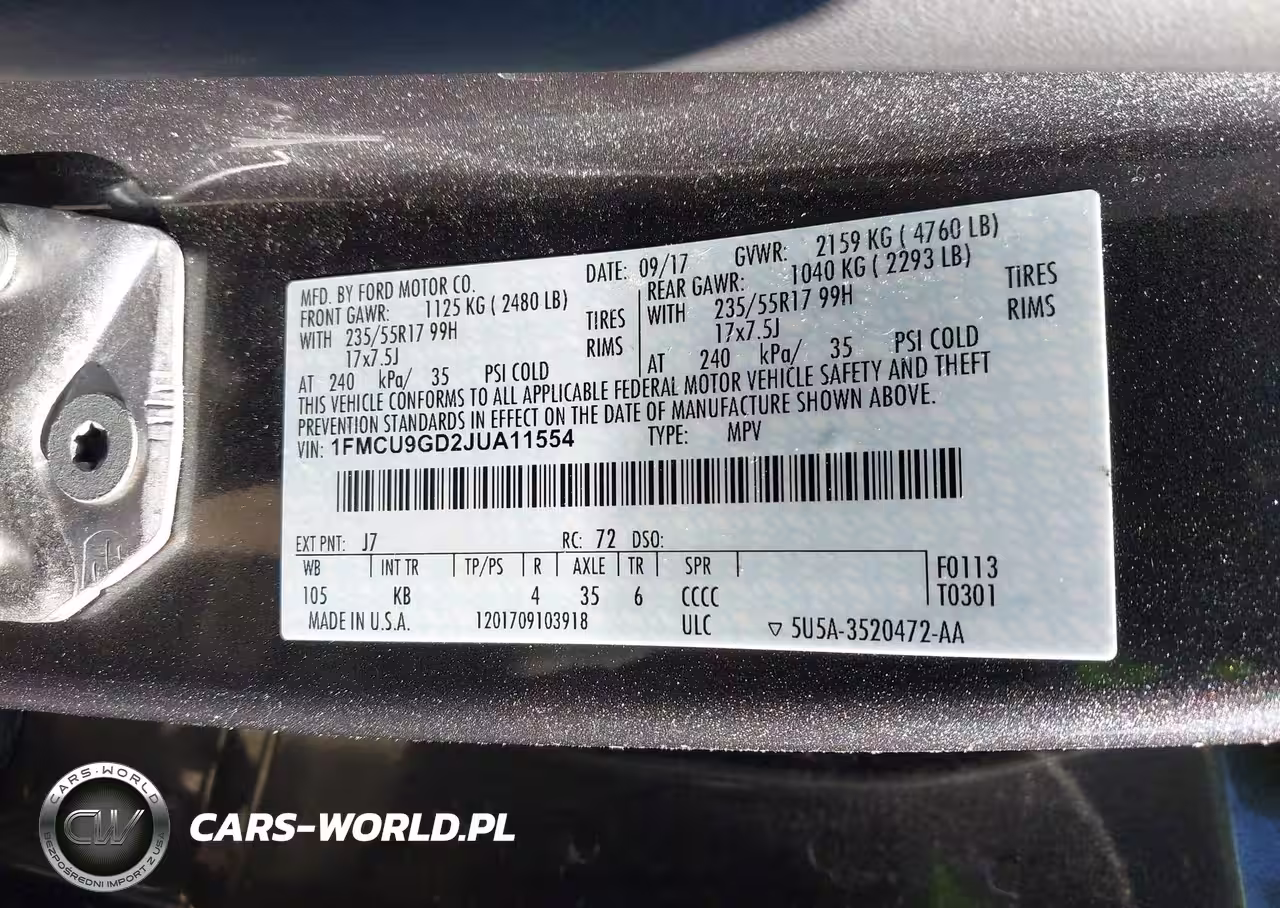 MFD. BY FORD MOTOR CO. DATE: 09/17 GVWR: 2159 KG ( 4760 LB)
FRONT GAWR: 1125 KG ( 2480 LB) REAR GAWR: 1040 KG ( 2293 LB)
WITH 235/55R17 99H TIRES WITH 235/55R17 99H TIRES
17x7.5J RIMS 17x7.5J RIMS
AT 240 kPa/ 35 PSI COLD AT 240 kPa/ 35 PSI COLD
THIS VEHICLE CONFORMS TO ALL APPLICABLE FEDERAL MOTOR VEHICLE SAFETY AND THEFT
PREVENTION STANDARDS IN EFFECT ON THE DATE OF MANUFACTURE SHOWN ABOVE.
VIN: 1FMCU9GD2JUA11554 TYPE: MPV
EXT PNT: J7 RC: 72 DSO:
WB INT TR TP/PS R AXLE TR SPR F0113
105 KB 4 35 6 CCCC T0301
MADE IN U.S.A. 1201709103918 ULC ▽ 5U5A-3520472-AA
CARS-WORLD
CW
BEZPOŚREDNI IMPORT Z USA
CARS-WORLD.PL